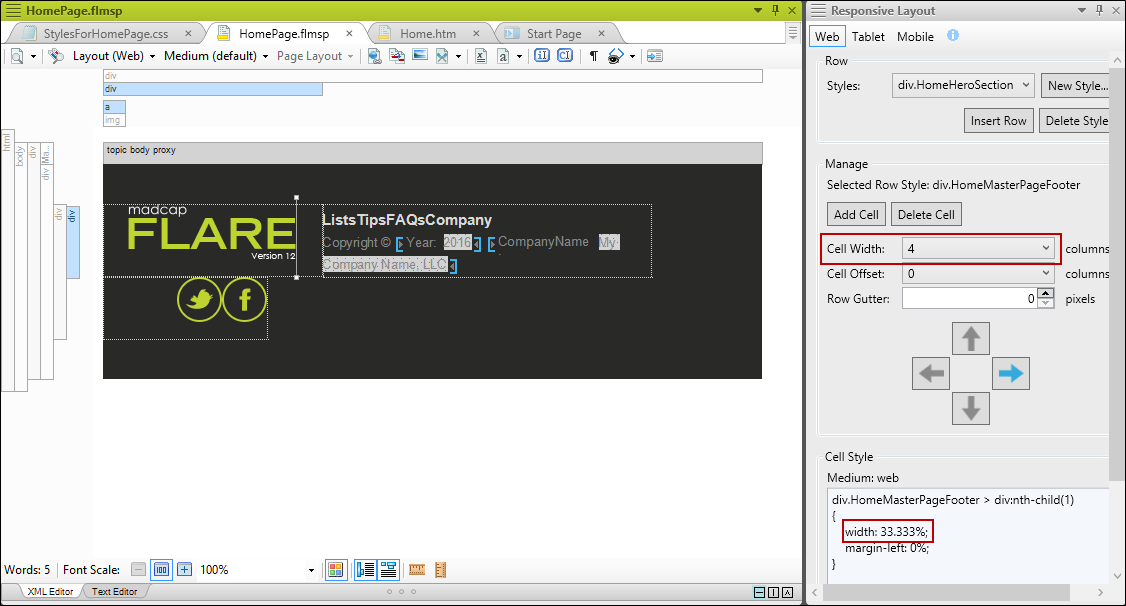 HomePage.flmsp
StylesForHomePage.css
HomePage.flmsp
Home.htm
Start Page
Layout (Web)
Medium (default)
Page Layout
div
div
a
img
html
body
div
Ma...
div
div
div
topic body proxy
madcap
FLARE
Version 12
ListsTipsFAQsCompany
Copyright © Year: 2016 CompanyName My
Company Name, LLC
Words: 5
Font Scale:
100%
XML Editor
Text Editor
Responsive Layout
Web
Tablet
Mobile
Row
Styles:
div.HomeHeroSection
New Style...
Insert Row
Delete Style
Manage
Selected Row Style: div.HomeMasterPageFooter
Add Cell
Delete Cell
Cell Width:
4
columns
Cell Offset:
0
columns
Row Gutter:
0
pixels
Cell Style
Medium: web
div.HomeMasterPageFooter > div:nth-child(1)
{
width: 33.333%;
margin-left: 0%;
}